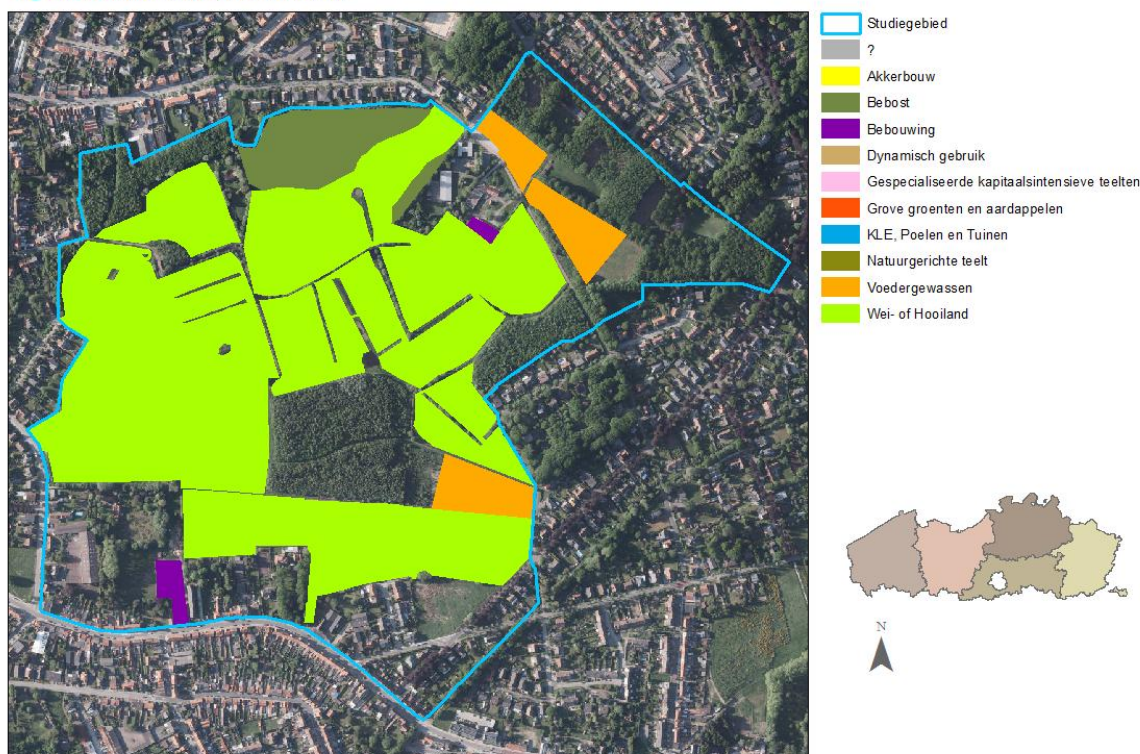 Studiegebied
?
Akkerbouw
Bebost
Bebouwing
Dynamisch gebruik
Gespecialiseerde kapitaalsintensieve teelten
Grove groenten en aardappelen
KLE, Poelen en Tuinen
Natuurgerichte teelt
Voedergewassen
Wei- of Hooiland
N